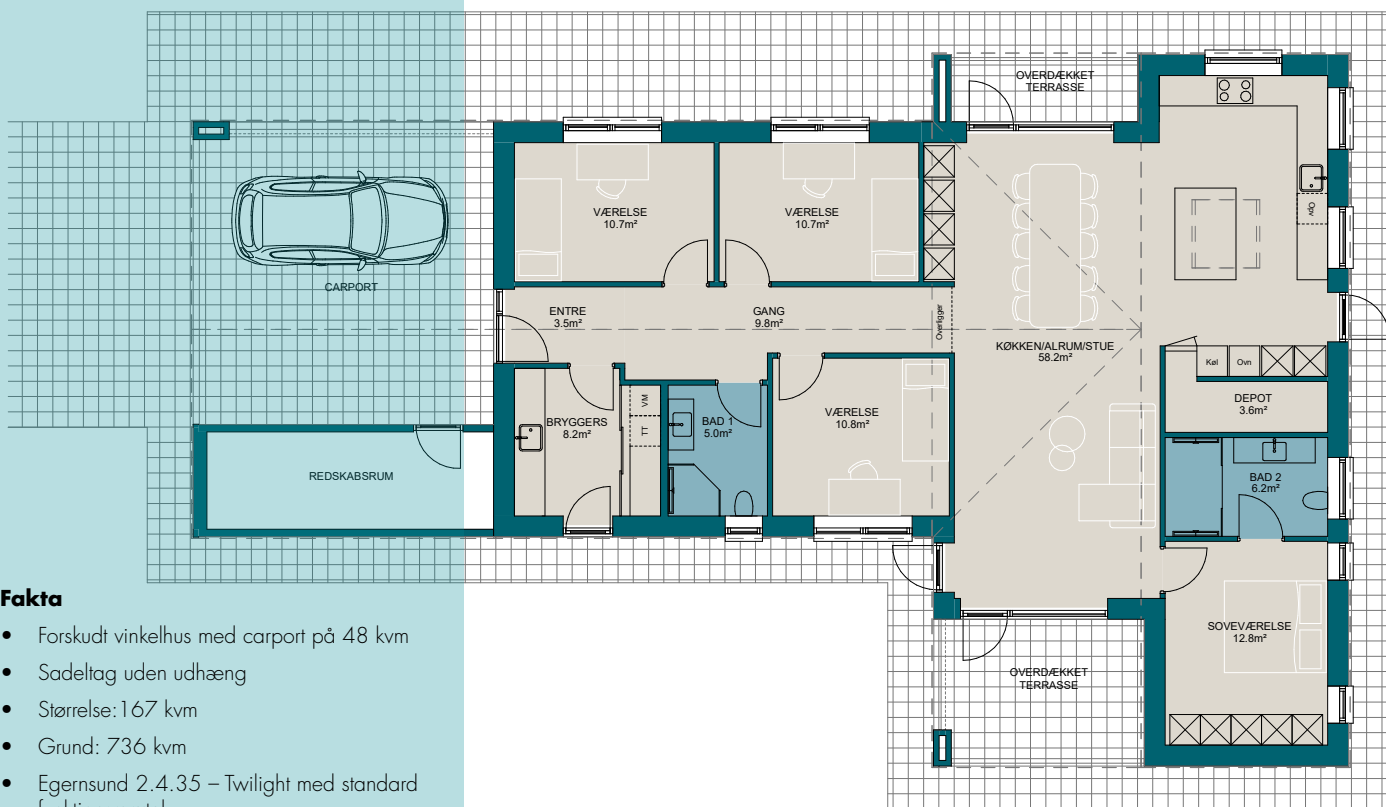 OVERDÆKKET
TERRASSE
VÆRELSE
10.7m²
VÆRELSE
10.7m²
Opv
CARPORT
ENTRE
3.5m²
GANG
9.8m²
Overligger
KØKKEN/ALRUM/STUE
58.2m²
Køl
Ovn
DEPOT
3.6m²
BRYGGERS
8.2m²
VM
TT
BAD 1
5.0m²
VÆRELSE
10.8m²
REDSKABSRUM
BAD 2
6.2m²
SOVEVÆRELSE
12.8m²
OVERDÆKKET
TERRASSE
Fakta
• Forskudt vinkelhus med carport på 48 kvm
• Sadeltag uden udhæng
• Størrelse:167 kvm
• Grund: 736 kvm
• Egernsund 2.4.35 – Twilight med standard